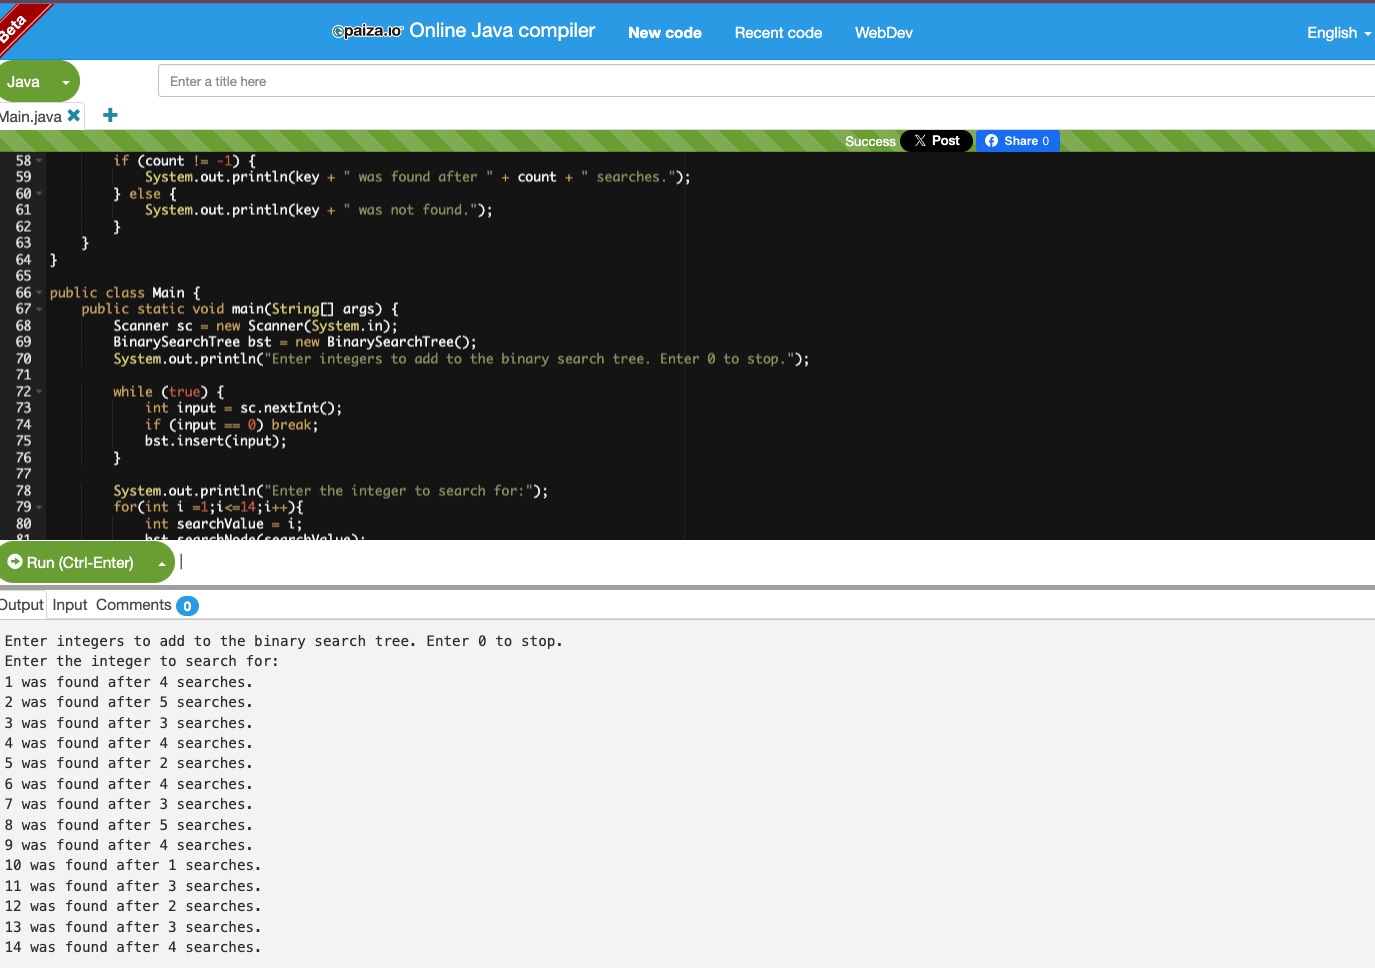 Beta
paiza.IO Online Java compiler New code Recent code WebDev English
Java Enter a title here
Main.java
Success X Post Share 0
58 if (count != -1) {
59 System.out.println(key + " was found after " + count + " searches.");
60 } else {
61 System.out.println(key + " was not found.");
62 }
63 }
64 }
65
66 public class Main {
67 public static void main(String[] args) {
68 Scanner sc = new Scanner(System.in);
69 BinarySearchTree bst = new BinarySearchTree();
70 System.out.println("Enter integers to add to the binary search tree. Enter 0 to stop.");
71
72 while (true) {
73 int input = sc.nextInt();
74 if (input == 0) break;
75 bst.insert(input);
76 }
77
78 System.out.println("Enter the integer to search for:");
79 for(int i =1;i<=14;i++){
80 int searchValue = i;
81 bst.searchNode(searchValue);
Run (Ctrl-Enter)
Output Input Comments 0
Enter integers to add to the binary search tree. Enter 0 to stop.
Enter the integer to search for:
1 was found after 4 searches.
2 was found after 5 searches.
3 was found after 3 searches.
4 was found after 4 searches.
5 was found after 2 searches.
6 was found after 4 searches.
7 was found after 3 searches.
8 was found after 5 searches.
9 was found after 4 searches.
10 was found after 1 searches.
11 was found after 3 searches.
12 was found after 2 searches.
13 was found after 3 searches.
14 was found after 4 searches.